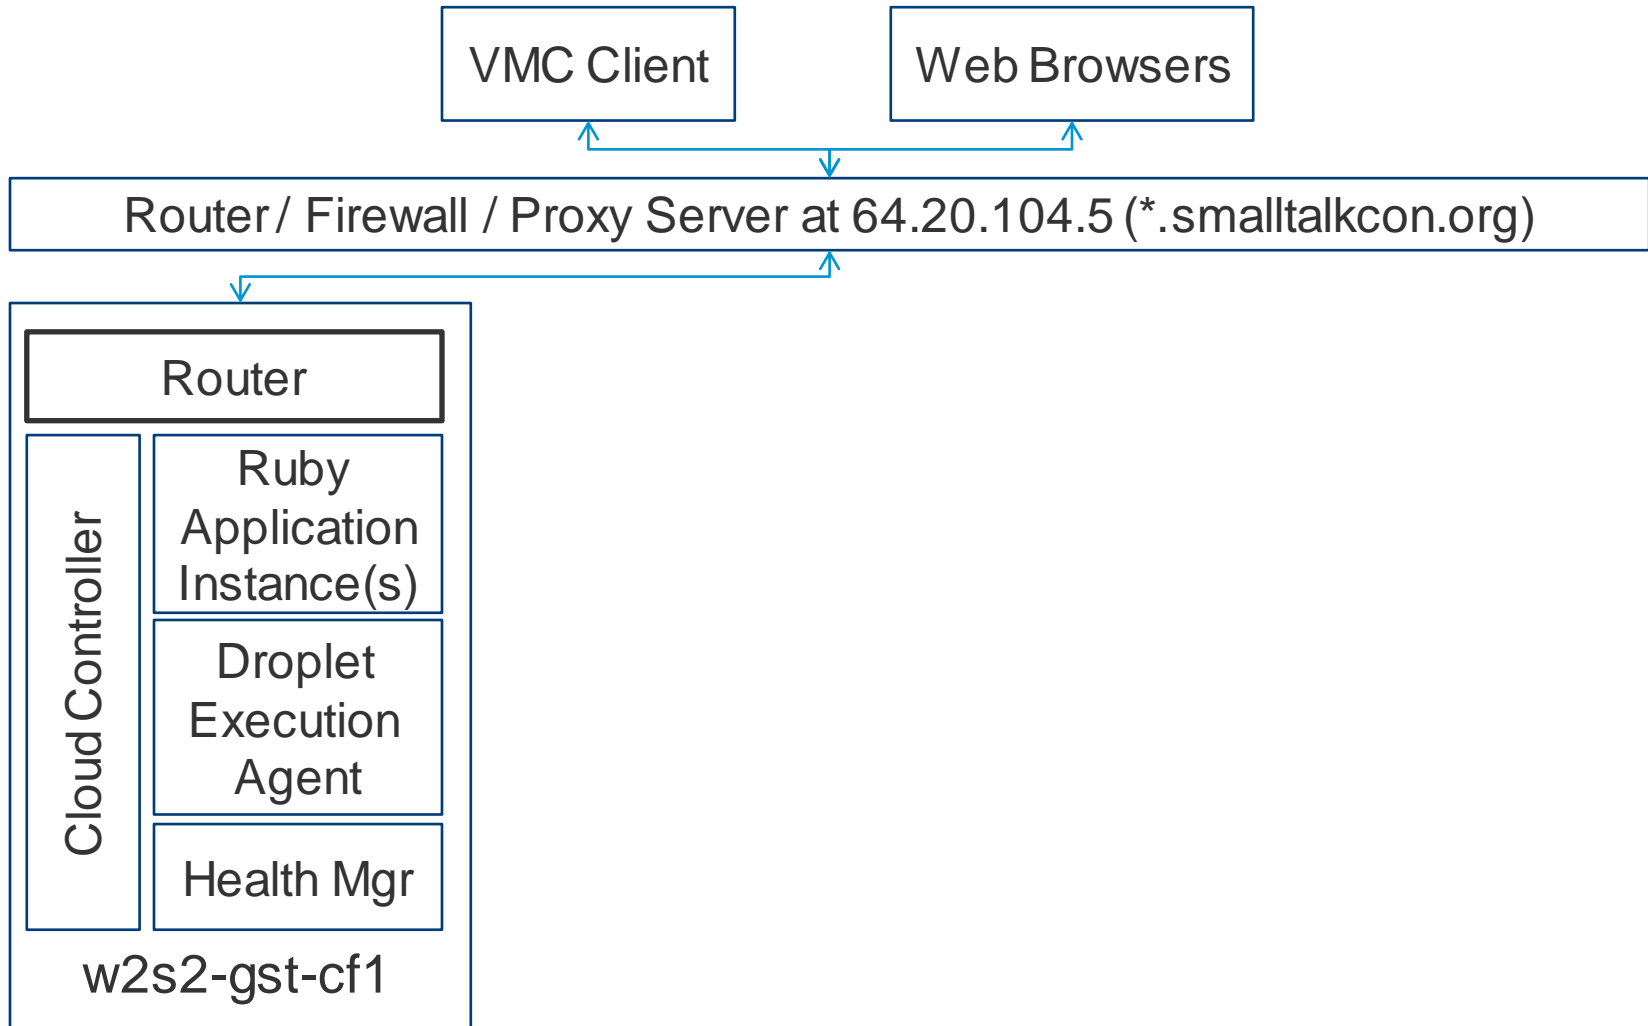 VMC Client
Web Browsers
Router / Firewall / Proxy Server at 64.20.104.5 (*.smalltalkcon.org)
Router
Cloud Controller
Ruby
Application
Instance(s)
Droplet
Execution
Agent
Health Mgr
w2s2-gst-cf1